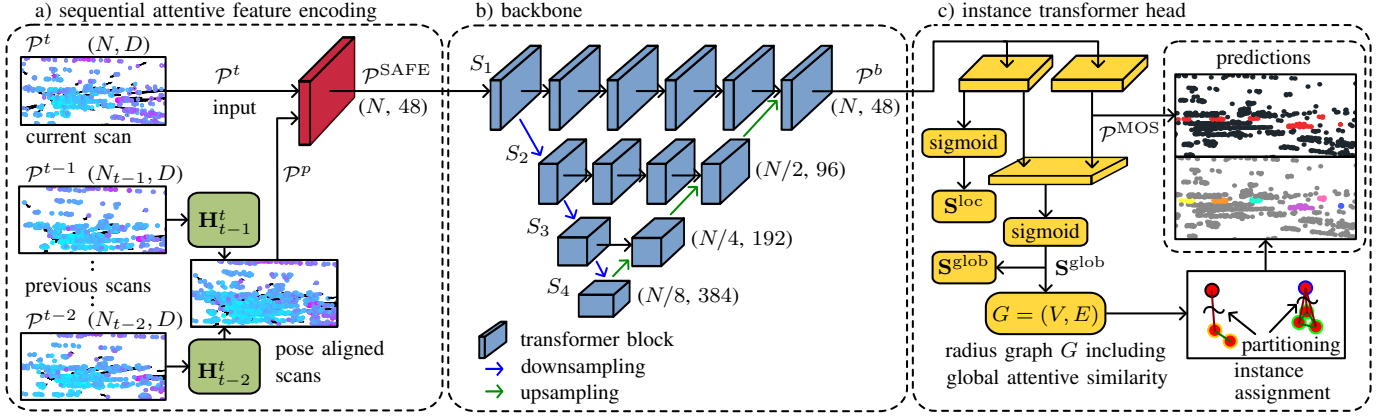 a) sequential attentive feature encoding
𝒫^t (N, D)
current scan
𝒫^t
input
𝒫^SAFE
(N, 48)
𝒫^{t−1} (N_{t−1}, D)
H^t_{t−1}
𝒫^p
⋮
previous scans
⋮
𝒫^{t−2} (N_{t−2}, D)
H^t_{t−2}
pose aligned
scans
b) backbone
S_1
𝒫^b
(N, 48)
S_2
(N/2, 96)
S_3
(N/4, 192)
S_4
(N/8, 384)
transformer block
downsampling
upsampling
c) instance transformer head
sigmoid
S^loc
𝒫^MOS
sigmoid
S^glob
S^glob
G = (V, E)
radius graph G including
global attentive similarity
predictions
partitioning
instance
assignment